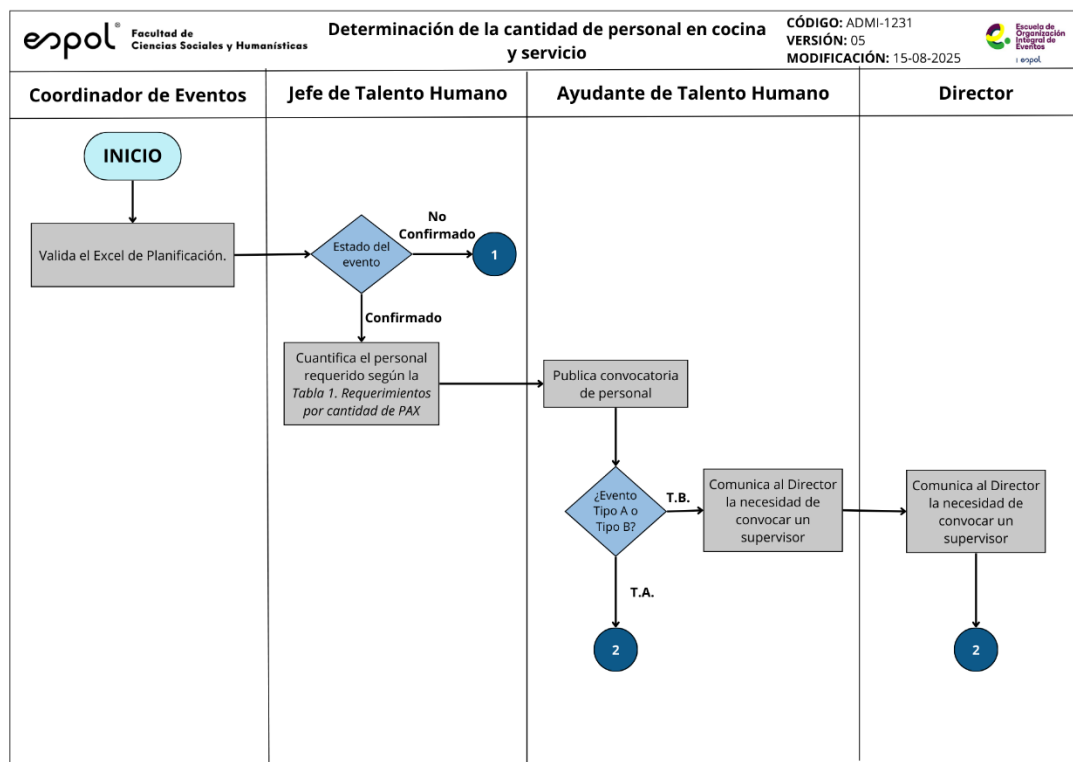 espol®
Facultad de
Ciencias Sociales y Humanísticas
Determinación de la cantidad de personal en cocina
y servicio
CÓDIGO: ADMI-1231
VERSIÓN: 05
MODIFICACIÓN: 15-08-2025
Escuela de
Organización
Integral de
Eventos
espol
Coordinador de Eventos
Jefe de Talento Humano
Ayudante de Talento Humano
Director
INICIO
Valida el Excel de Planificación.
Estado del
evento
No
Confirmado
1
Confirmado
Cuantifica el personal
requerido según la
Tabla 1. Requerimientos
por cantidad de PAX
Publica convocatoria
de personal
¿Evento
Tipo A o
Tipo B?
T.B.
Comunica al Director
la necesidad de
convocar un
supervisor
Comunica al Director
la necesidad de
convocar un
supervisor
T.A.
2
2